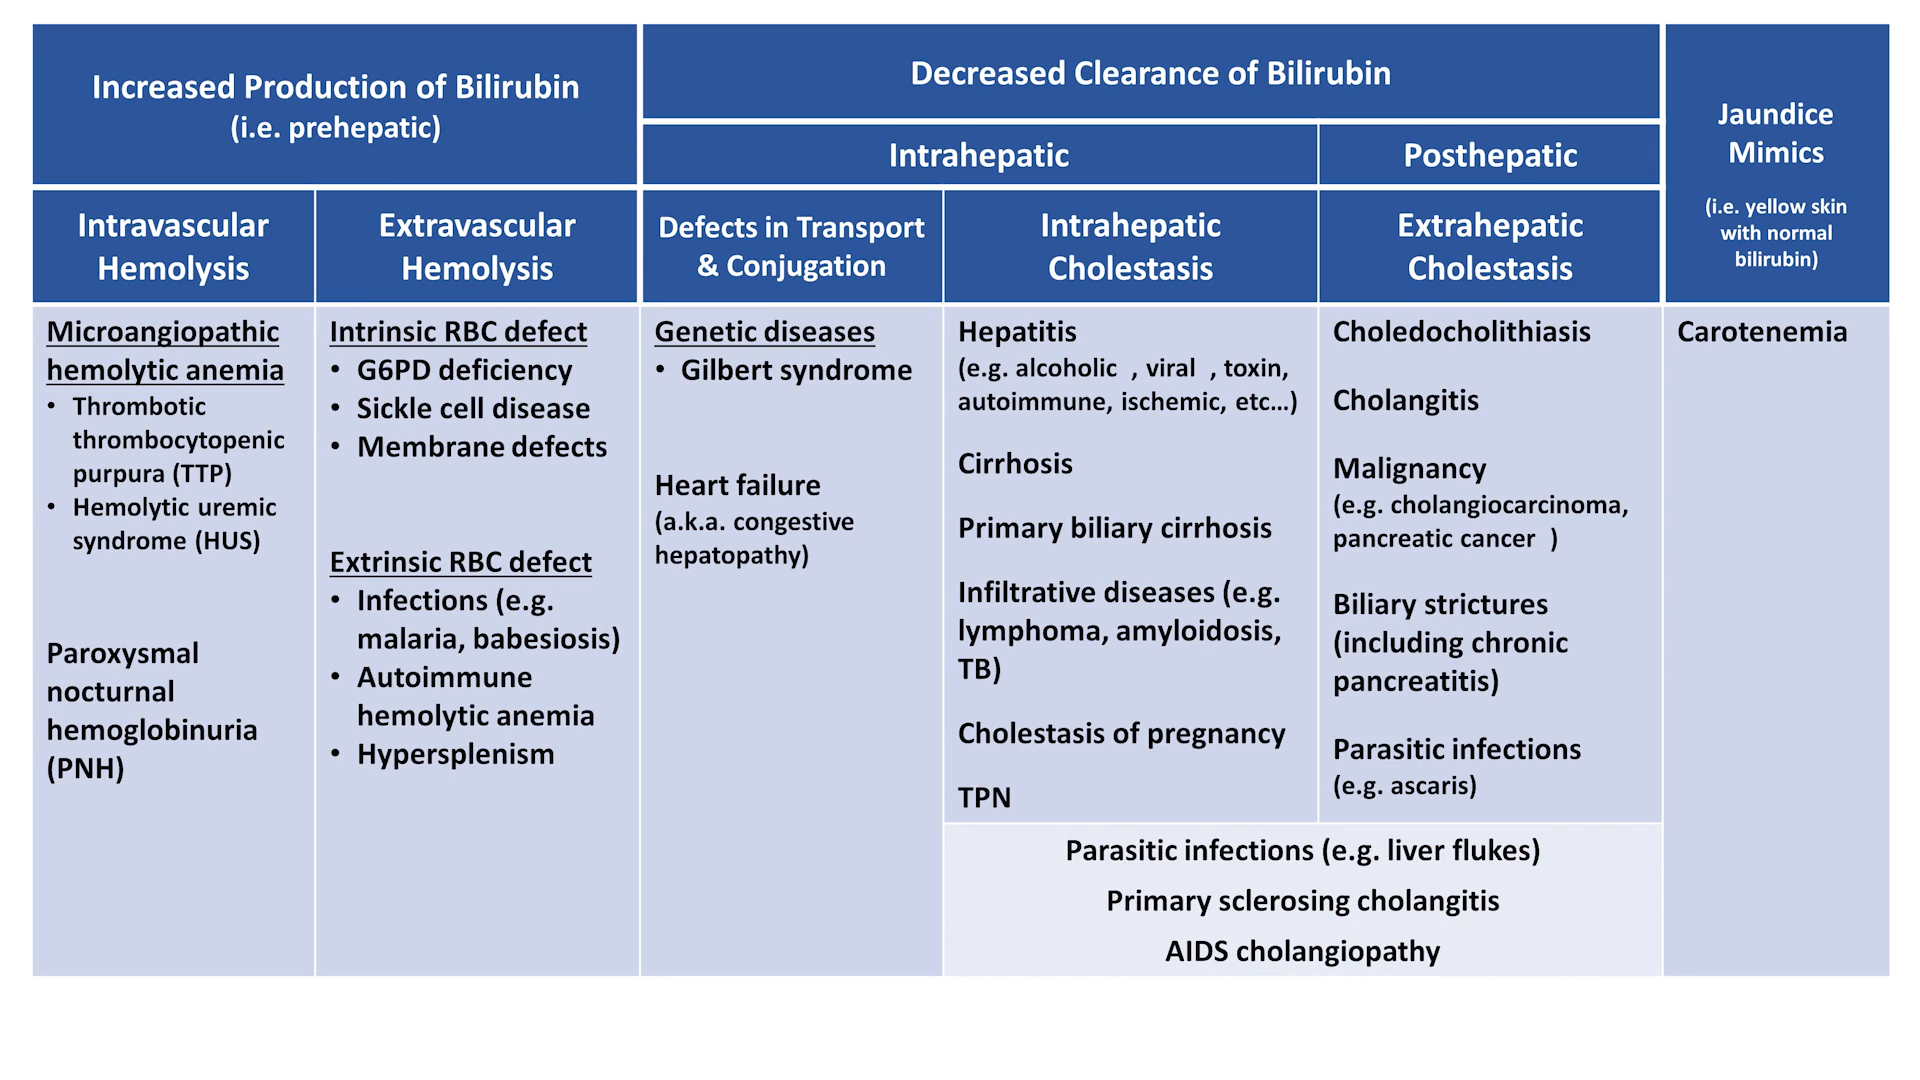 Increased Production of Bilirubin
(i.e. prehepatic)
Decreased Clearance of Bilirubin
Intrahepatic
Posthepatic
Jaundice
Mimics
(i.e. yellow skin
with normal
bilirubin)
Intravascular
Hemolysis
Extravascular
Hemolysis
Defects in Transport
& Conjugation
Intrahepatic
Cholestasis
Extrahepatic
Cholestasis
Microangiopathic
hemolytic anemia
• Thrombotic
thrombocytopenic
purpura (TTP)
• Hemolytic uremic
syndrome (HUS)
Paroxysmal
nocturnal
hemoglobinuria
(PNH)
Intrinsic RBC defect
• G6PD deficiency
• Sickle cell disease
• Membrane defects
Extrinsic RBC defect
• Infections (e.g.
malaria, babesiosis)
• Autoimmune
hemolytic anemia
• Hypersplenism
Genetic diseases
• Gilbert syndrome
Heart failure
(a.k.a. congestive
hepatopathy)
Hepatitis
(e.g. alcoholic , viral , toxin,
autoimmune, ischemic, etc...)
Cirrhosis
Primary biliary cirrhosis
Infiltrative diseases (e.g.
lymphoma, amyloidosis,
TB)
Cholestasis of pregnancy
TPN
Choledocholithiasis
Cholangitis
Malignancy
(e.g. cholangiocarcinoma,
pancreatic cancer )
Biliary strictures
(including chronic
pancreatitis)
Parasitic infections
(e.g. ascaris)
Parasitic infections (e.g. liver flukes)
Primary sclerosing cholangitis
AIDS cholangiopathy
Carotenemia